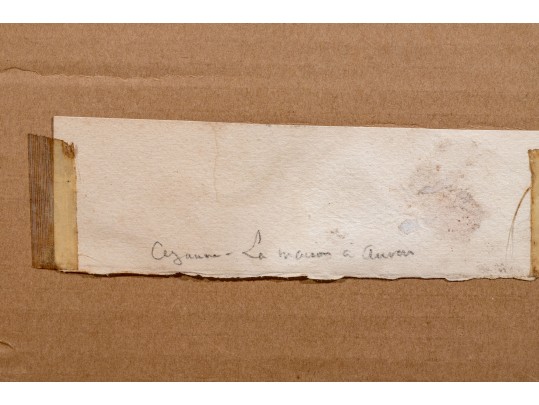 Cezanne - La maison à Auvers